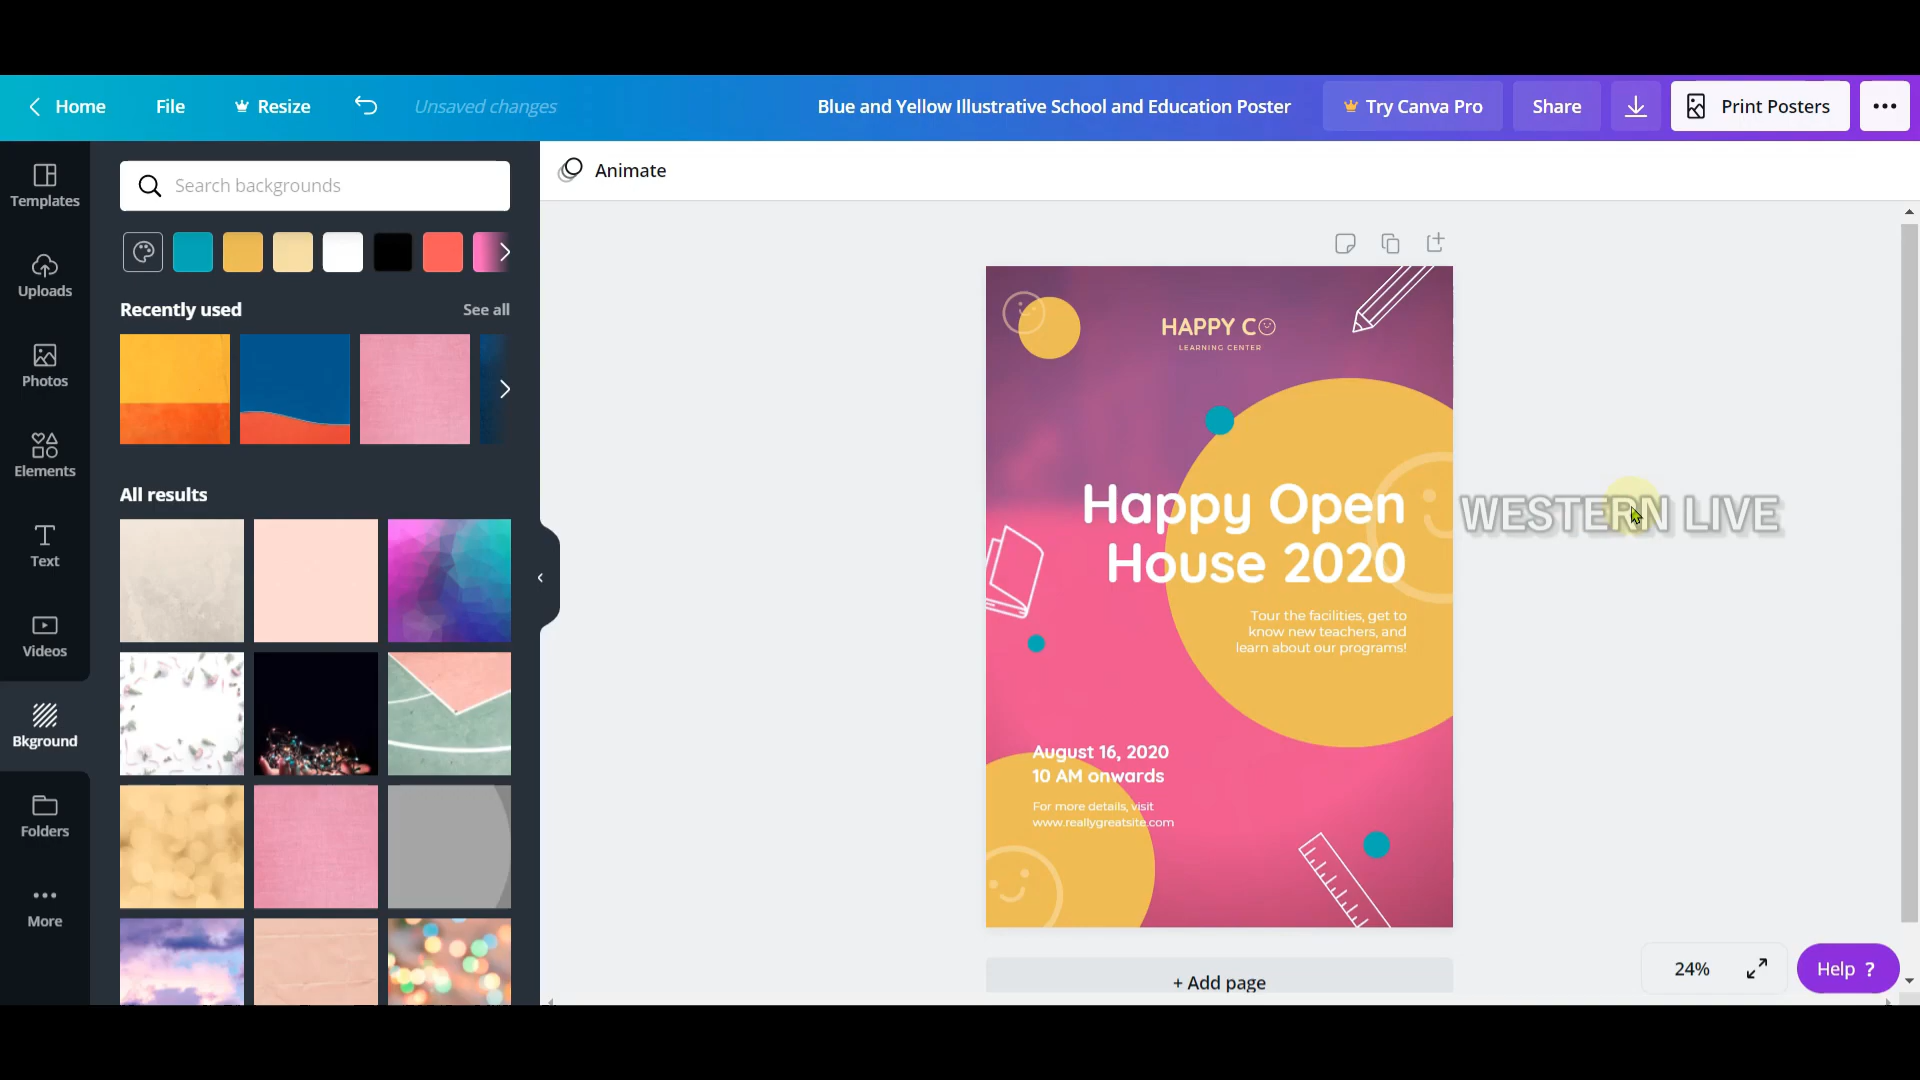 Home File Resize Unsaved changes Blue and Yellow Illustrative School and Education Poster Try Canva Pro Share Print Posters
Templates
Uploads
Photos
Elements
Text
Videos
Bkground
Folders
More
Search backgrounds
Recently used See all
All results
Animate
HAPPY CO
LEARNING CENTER
Happy Open
House 2020
Tour the facilities, get to
know new teachers, and
learn about our programs!
August 16, 2020
10 AM onwards
For more details, visit
www.reallygreatsite.com
WESTERN LIVE
+ Add page
24%
Help ?